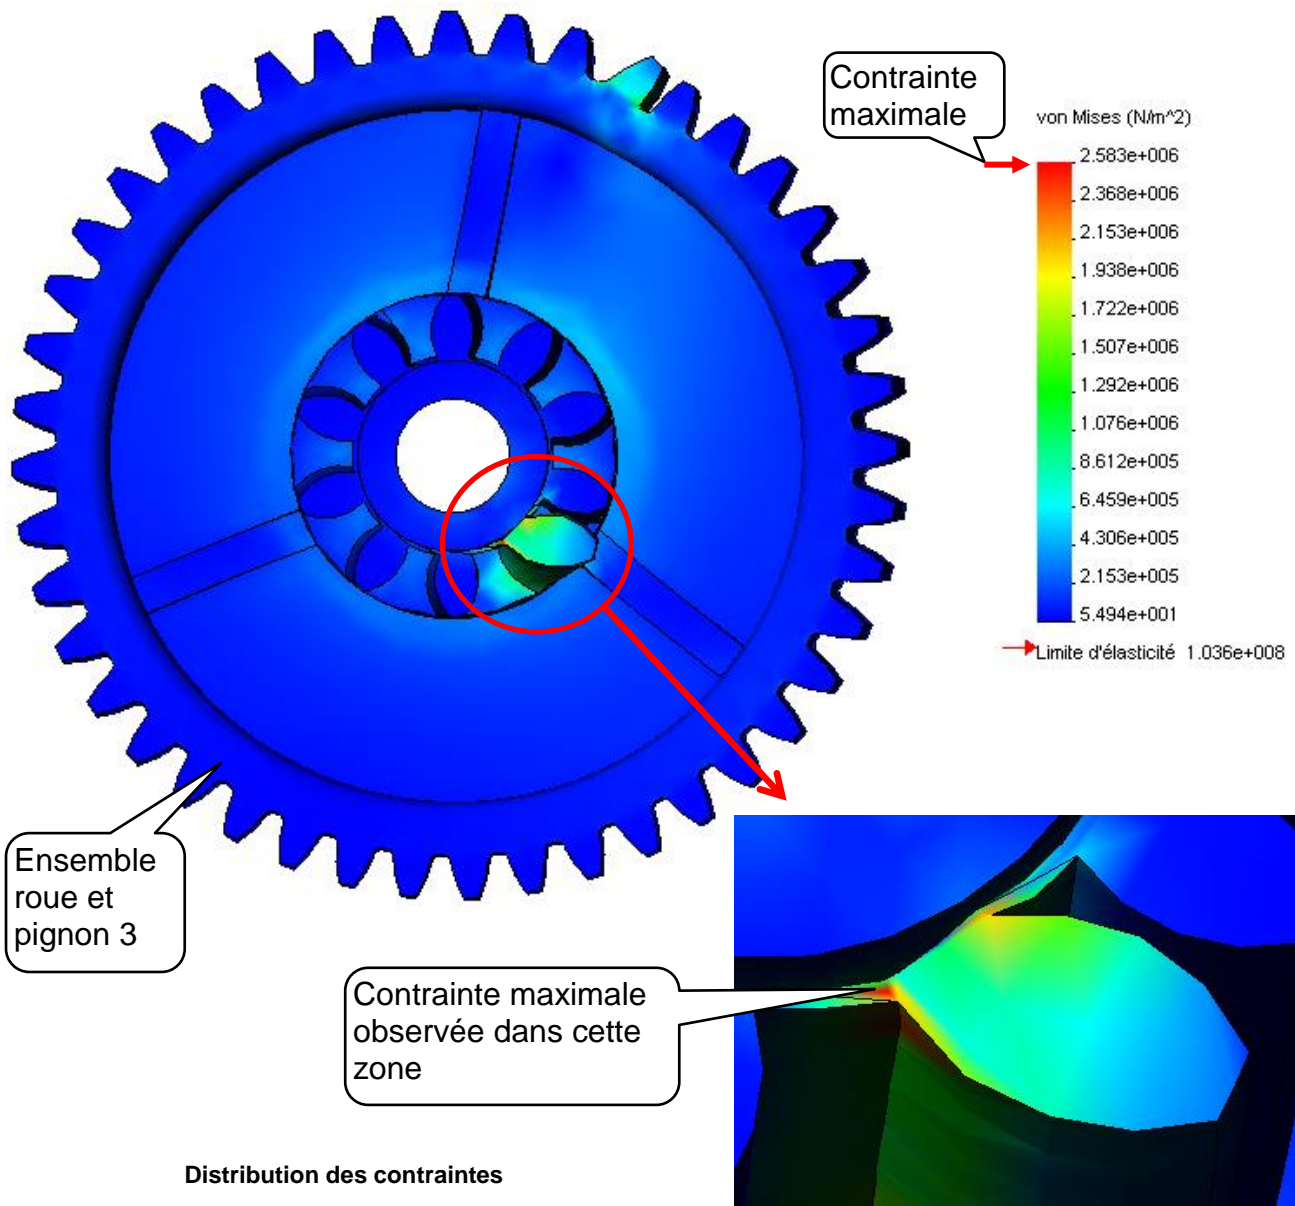 Contrainte
maximale
von Mises (N/m^2)
2.583e+006
2.368e+006
2.153e+006
1.938e+006
1.722e+006
1.507e+006
1.292e+006
1.076e+006
8.612e+005
6.459e+005
4.306e+005
2.153e+005
5.494e+001
Limite d'élasticité 1.036e+008
Ensemble
roue et
pignon 3
Contrainte maximale
observée dans cette
zone
Distribution des contraintes